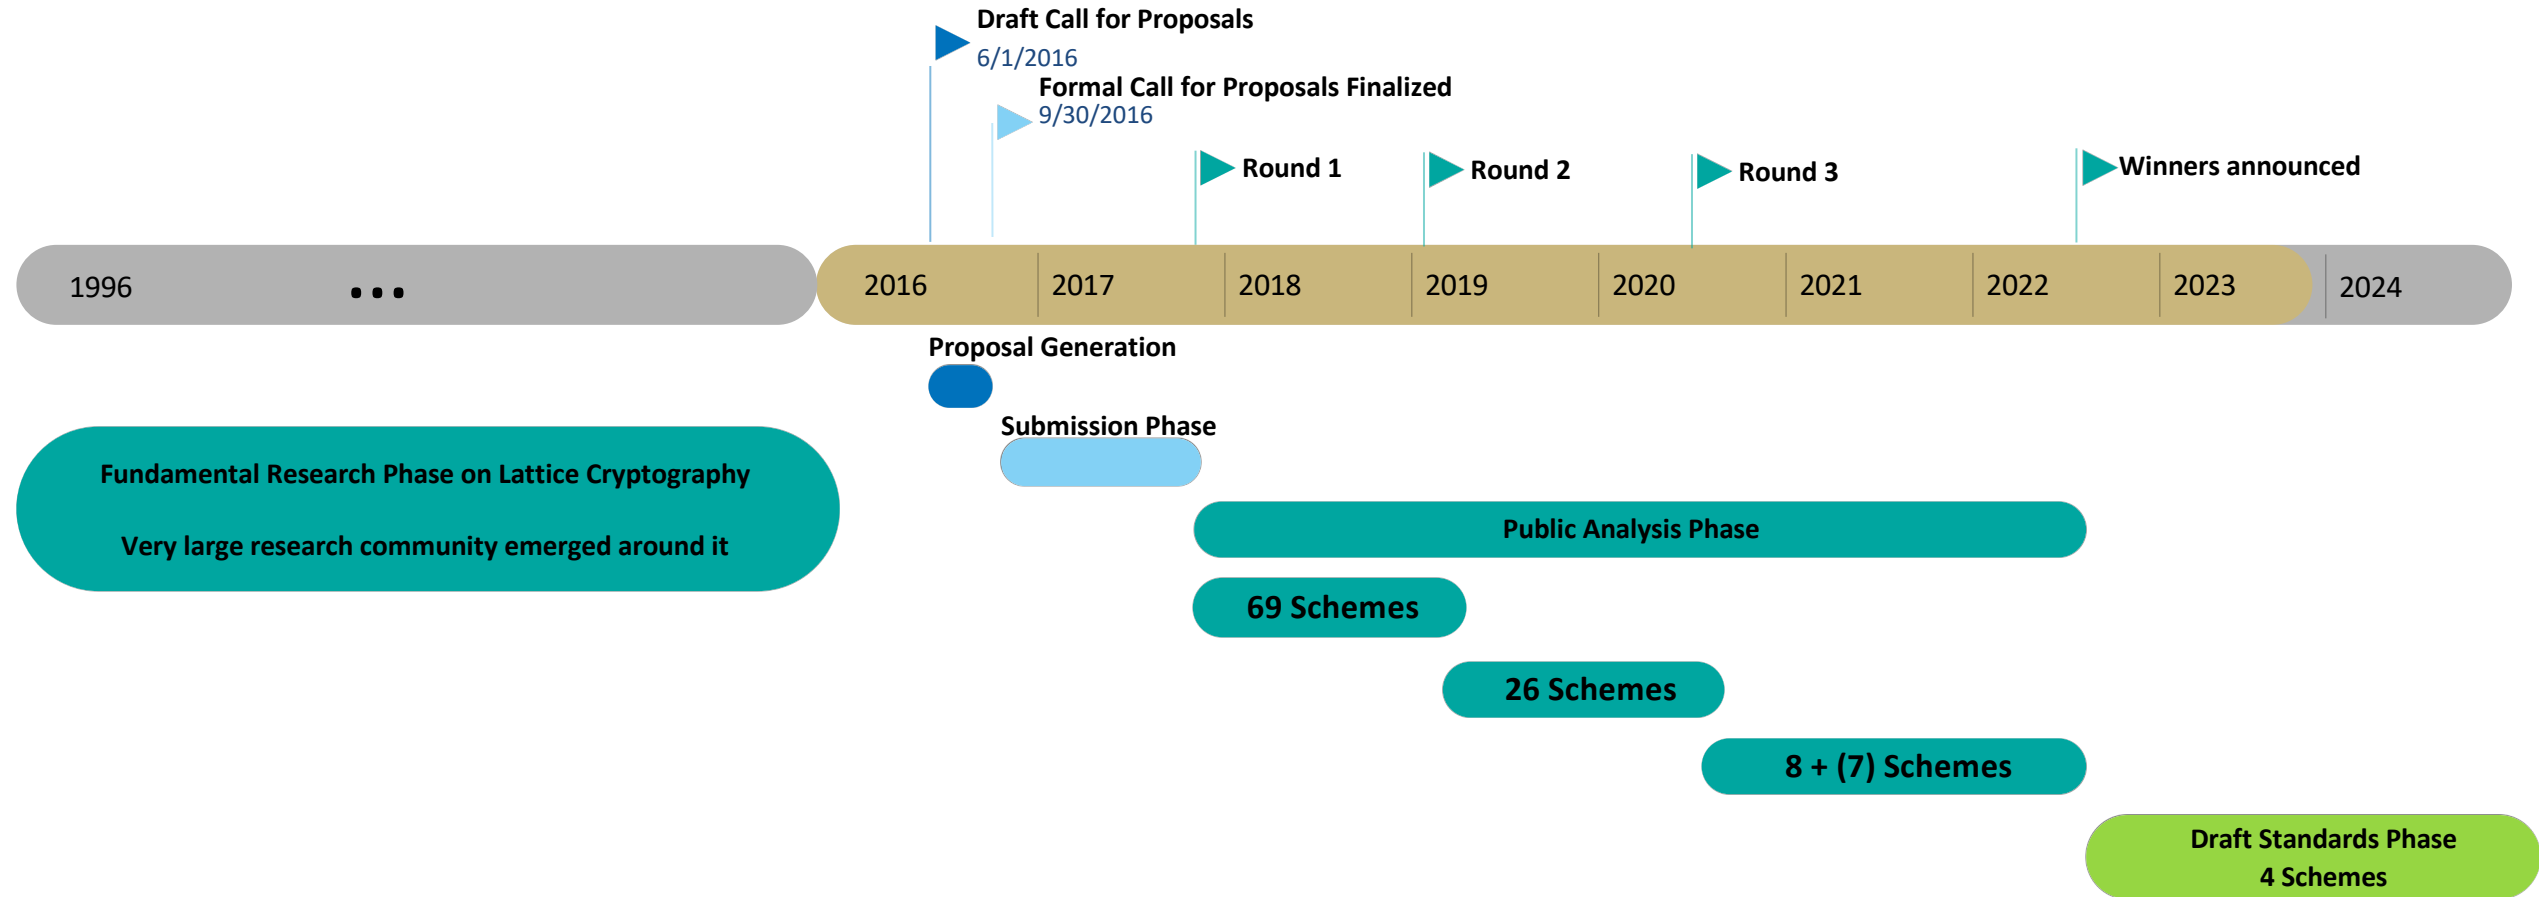 Draft Call for Proposals
6/1/2016
Formal Call for Proposals Finalized
9/30/2016
Round 1
Round 2
Round 3
Winners announced
1996
...
2016
2017
2018
2019
2020
2021
2022
2023
2024
Proposal Generation
Submission Phase
Fundamental Research Phase on Lattice Cryptography
Very large research community emerged around it
Public Analysis Phase
69 Schemes
26 Schemes
8 + (7) Schemes
Draft Standards Phase
4 Schemes